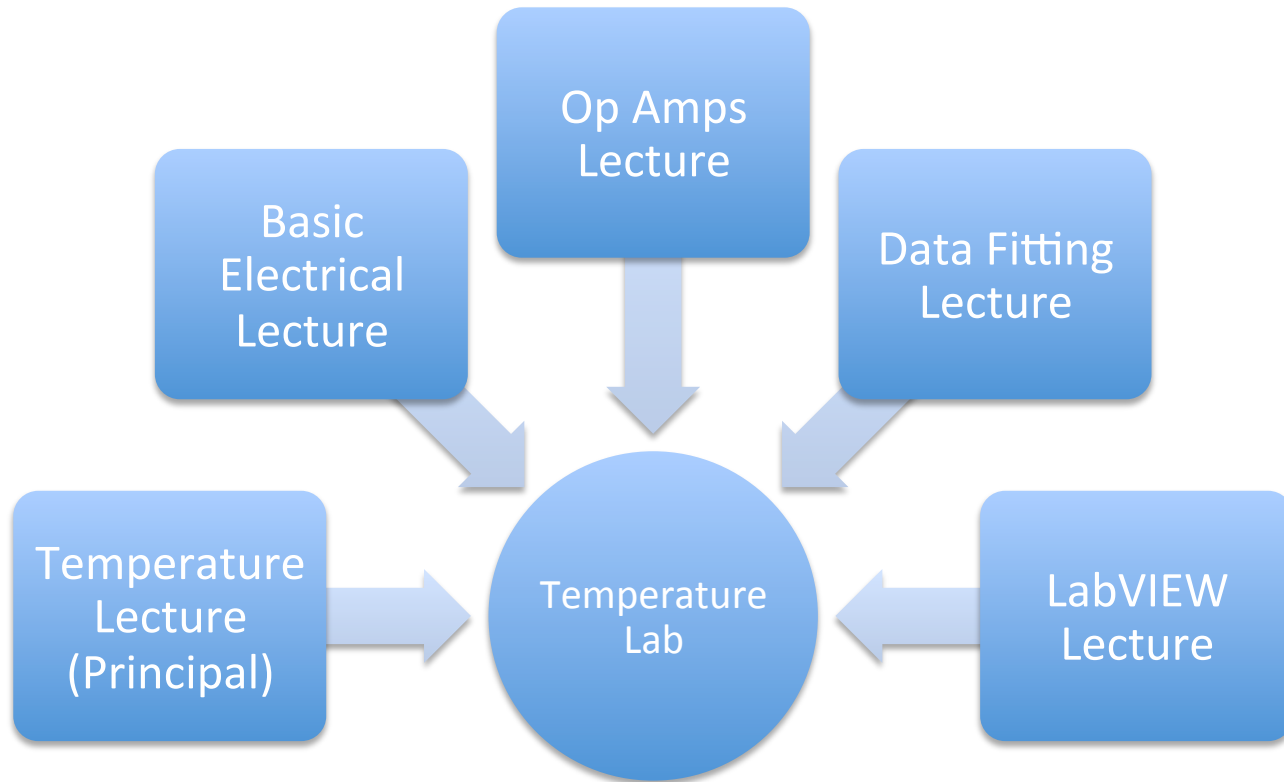 Op Amps
Lecture
Basic
Electrical
Lecture
Data Fitting
Lecture
Temperature
Lecture
(Principal)
Temperature
Lab
LabVIEW
Lecture